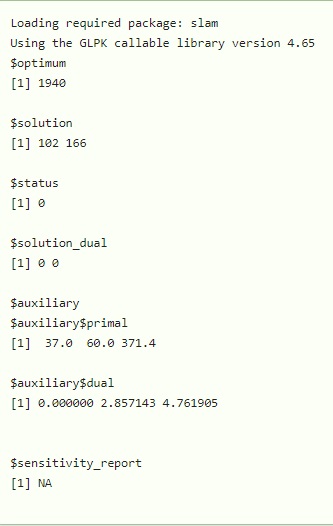 Loading required package: slam
Using the GLPK callable library version 4.65
$optimum
[1] 1940
$solution
[1] 102 166
$status
[1] 0
$solution_dual
[1] 0 0
$auxiliary
$auxiliary$primal
[1]  37.0  60.0 371.4
$auxiliary$dual
[1] 0.000000 2.857143 4.761905
$sensitivity_report
[1] NA